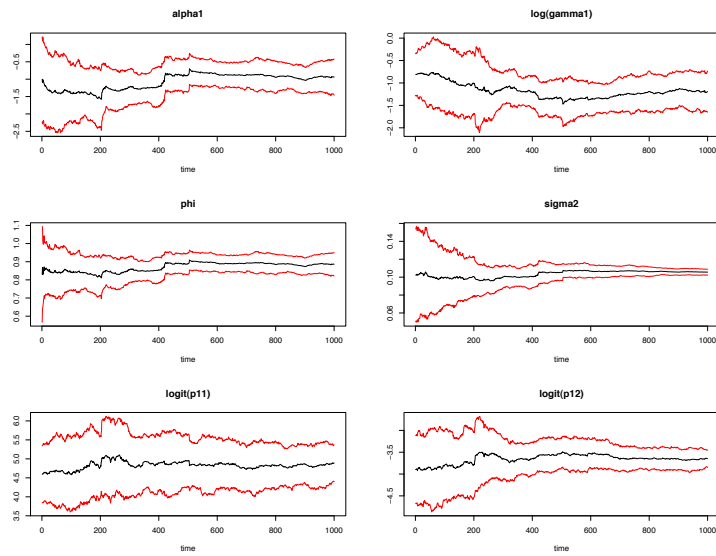 alpha1
−0.5
−1.5
−2.5
0 200 400 600 800 1000
time
log(gamma1)
0.0
−0.5
−1.0
−1.5
−2.0
0 200 400 600 800 1000
time
phi
1.1
1.0
0.9
0.8
0.7
0.6
0 200 400 600 800 1000
time
sigma2
0.14
0.10
0.06
0 200 400 600 800 1000
time
logit(p11)
6.0
5.5
5.0
4.5
4.0
3.5
0 200 400 600 800 1000
time
logit(p12)
−3.5
−4.5
0 200 400 600 800 1000
time